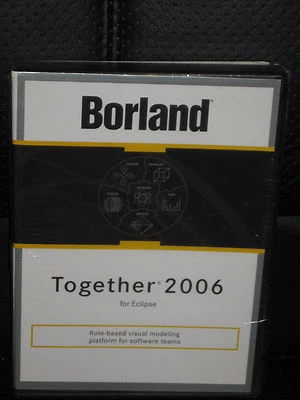 Borland®
Together® 2006
for Eclipse
Role-based visual modeling
platform for software teams